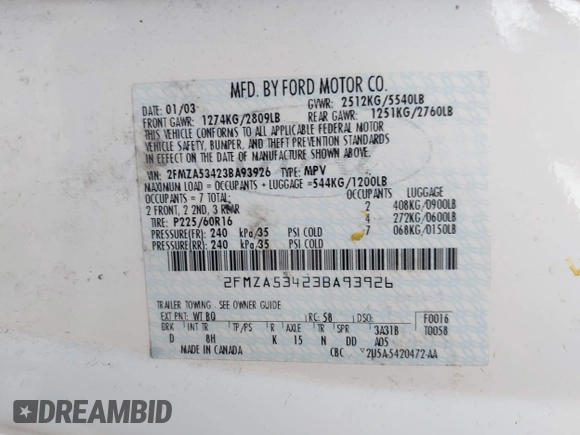 MFD. BY FORD MOTOR CO.
DATE: 01/03 GVWR: 2512KG/5540LB
FRONT GAWR: 1274KG/2809LB REAR GAWR: 1251KG/2760LB
THIS VEHICLE CONFORMS TO ALL APPLICABLE FEDERAL MOTOR
VEHICLE SAFETY, BUMPER, AND THEFT PREVENTION STANDARDS
IN EFFECT ON THE DATE OF MANUFACTURE SHOWN ABOVE.
VIN: 2FMZA53423BA93926 TYPE: MPV
MAXIMUM LOAD = OCCUPANTS + LUGGAGE = 544KG/1200LB
OCCUPANTS = 7 TOTAL: OCCUPANTS LUGGAGE
2 FRONT, 2 2ND, 3 REAR 2 408KG/0900LB
TIRE: P225/60R16 4 272KG/0600LB
PRESSURE(FR): 240 kPa/35 PSI COLD 7 068KG/0150LB
PRESSURE(RR): 240 kPa/35 PSI COLD
2FMZA53423BA93926
TRAILER TOWING - SEE OWNER GUIDE
EXT PNT: WT BQ RC: 58 DSO: F0016
BRK INT TR TP/PS R AXLE TR SPR 3A31B T0058
D 8H K 15 N DD A05
MADE IN CANADA CBC 2U5A-5420472-AA
DREAMBID